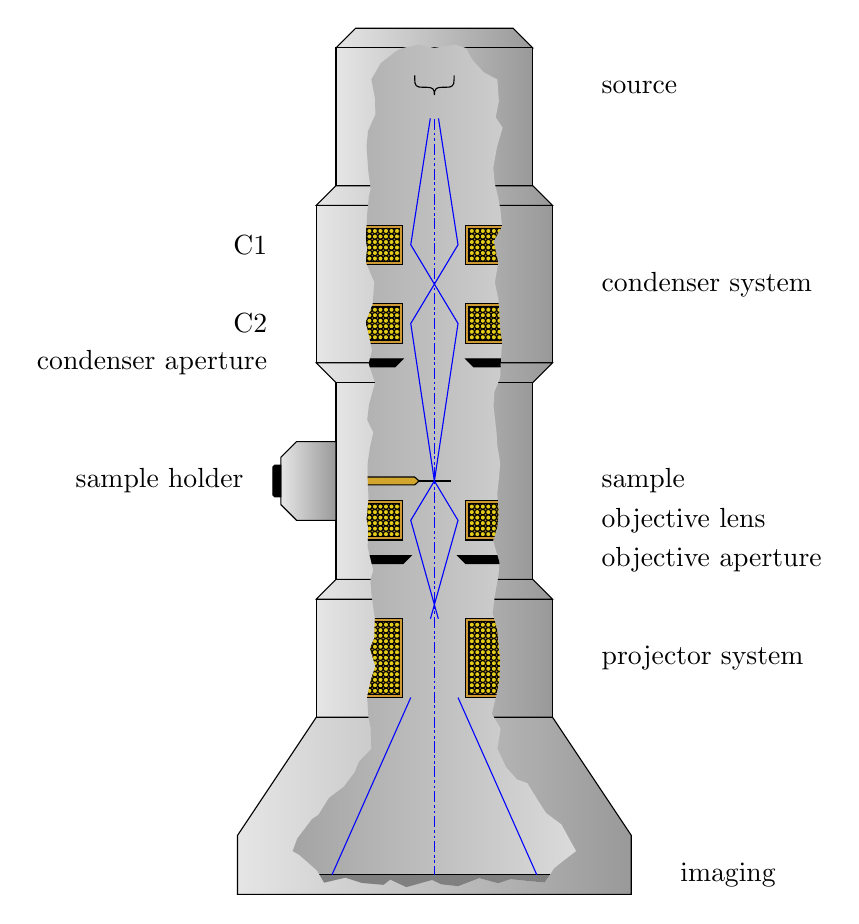 source
C1
condenser system
C2
condenser aperture
sample holder
sample
objective lens
objective aperture
projector system
imaging